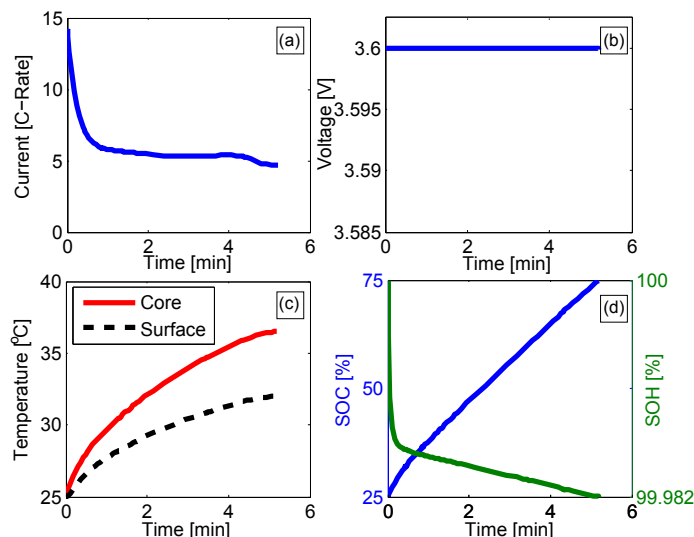 (a)
Current [C−Rate]
15
10
5
0
0 2 4 6
Time [min]
(b)
Voltage [V]
3.6
3.595
3.59
3.585
0 2 4 6
Time [min]
(c)
Core
Surface
Temperature [⁰C]
40
35
31
25
0 2 4 6
Time [min]
(d)
SOC [%]
75
50
25
SOH [%]
100
99.982
0 2 4 6
Time [min]